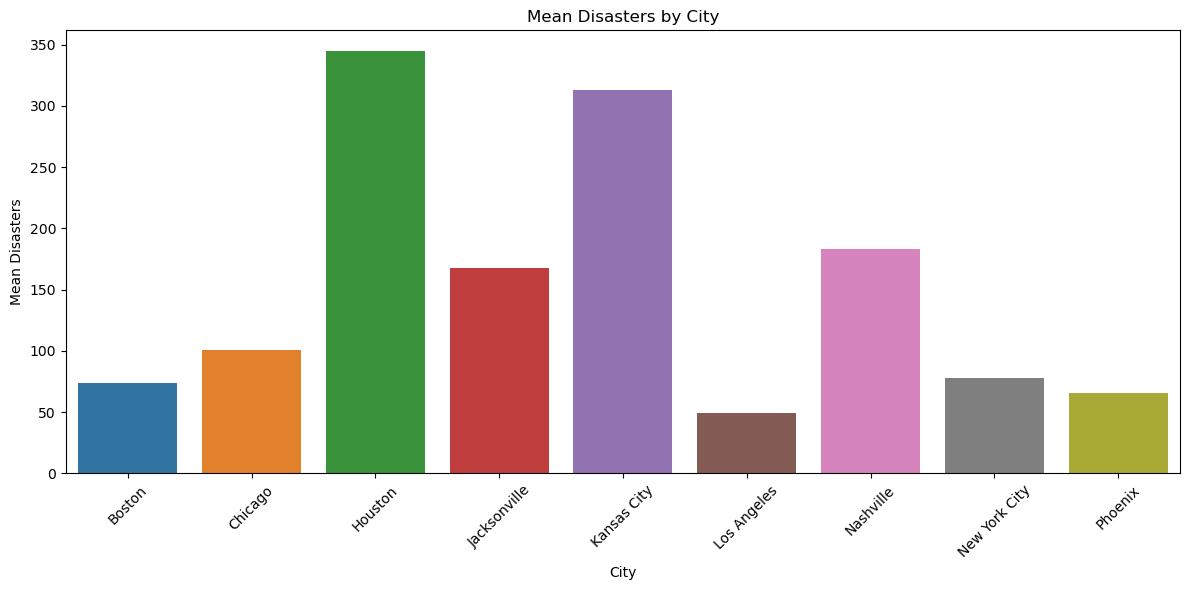 Mean Disasters by City
350
300
250
200
150
100
50
0
Mean Disasters
Boston
Chicago
Houston
Jacksonville
Kansas City
Los Angeles
Nashville
New York City
Phoenix
City